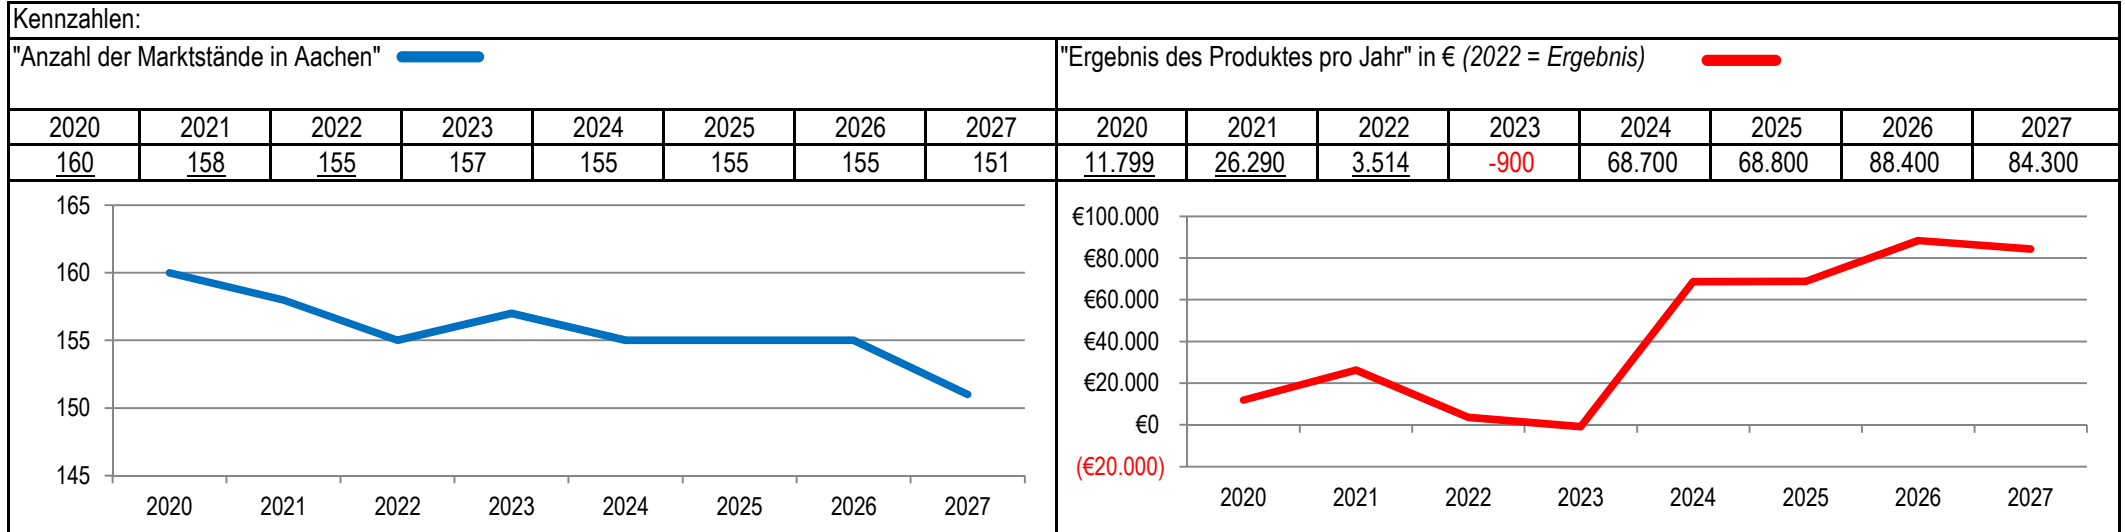 Kennzahlen:
"Anzahl der Marktstände in Aachen"
"Ergebnis des Produktes pro Jahr" in € (2022 = Ergebnis)
2020 2021 2022 2023 2024 2025 2026 2027 2020 2021 2022 2023 2024 2025 2026 2027
160 158 155 157 155 155 155 151 11.799 26.290 3.514 -900 68.700 68.800 88.400 84.300
165
160
155
150
145
2020 2021 2022 2023 2024 2025 2026 2027
€100.000
€80.000
€60.000
€40.000
€20.000
€0
(€20.000)
2020 2021 2022 2023 2024 2025 2026 2027